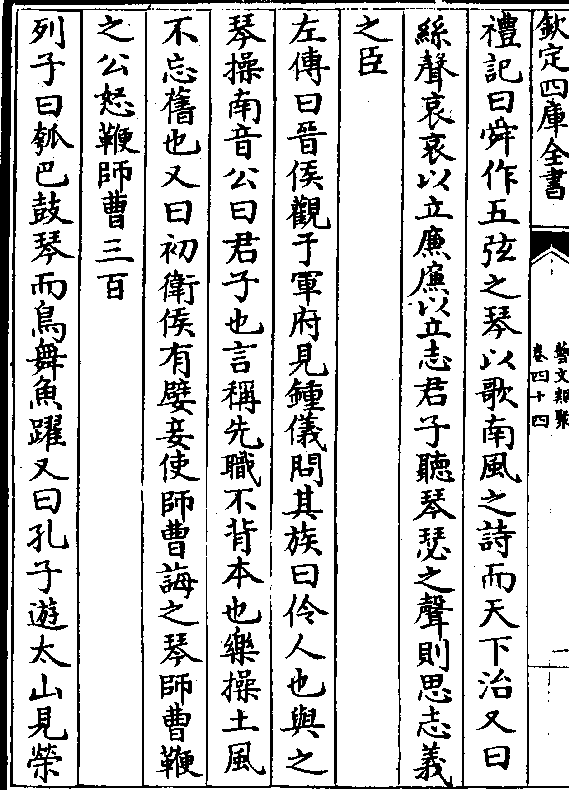 欽定四庫全書
藝文類聚
卷四十四
一
禮記曰舜作五弦之琴以歌南風之詩而天下治又曰
絲聲哀哀以立廉廉以立志君子聽琴瑟之聲則思志義
之臣
左傳曰晉侯觀于軍府見鍾儀問其族曰伶人也與之
琴操南音公曰君子也言稱先職不背本也樂操土風
不忘舊也又曰初衛侯有嬖妾使師曹誨之琴師曹鞭
之公怒鞭師曹三百
列子曰瓠巴鼓琴而鳥舞魚躍又曰孔子遊太山見榮